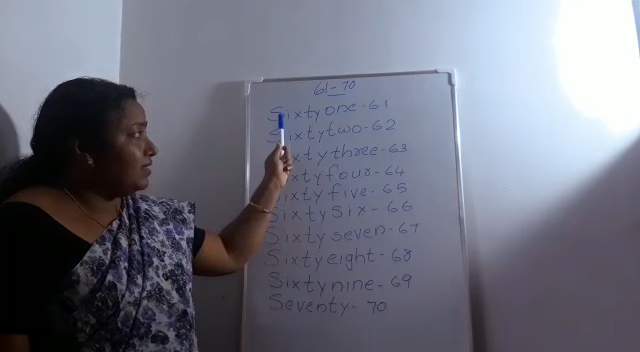 61-70
Sixty one - 61
Sixty two - 62
Sixty three - 63
Sixty four - 64
Sixty five - 65
Sixty six - 66
Sixty seven - 67
Sixty eight - 68
Sixty nine - 69
Seventy - 70